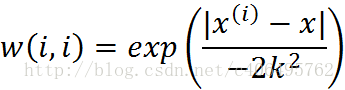 w(i,i) = exp(|x^(i) − x| / −2k^2)
http://blog.csdn.net/